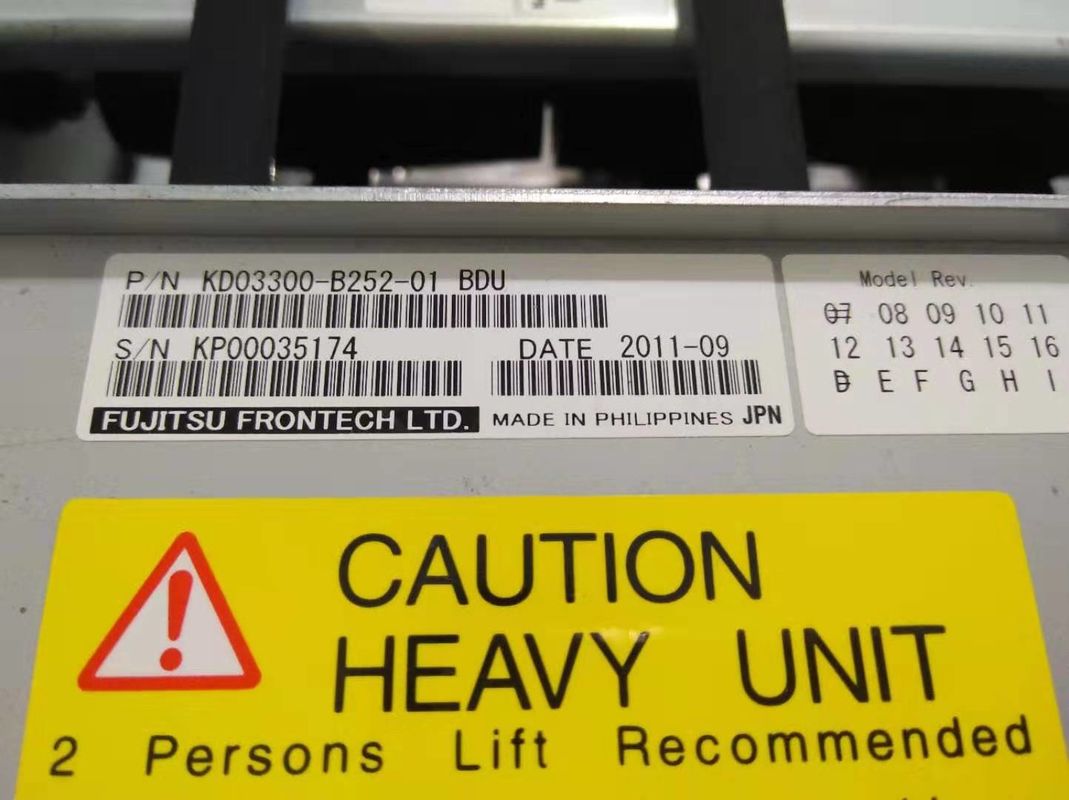 P/N KD03300-B252-01 BDU
S/N KP00035174 DATE 2011-09
FUJITSU FRONTECH LTD. MADE IN PHILIPPINES JPN
Model Rev.
07 08 09 10 11
12 13 14 15 16
D E F G H I
CAUTION
HEAVY UNIT
2 Persons Lift Recommended